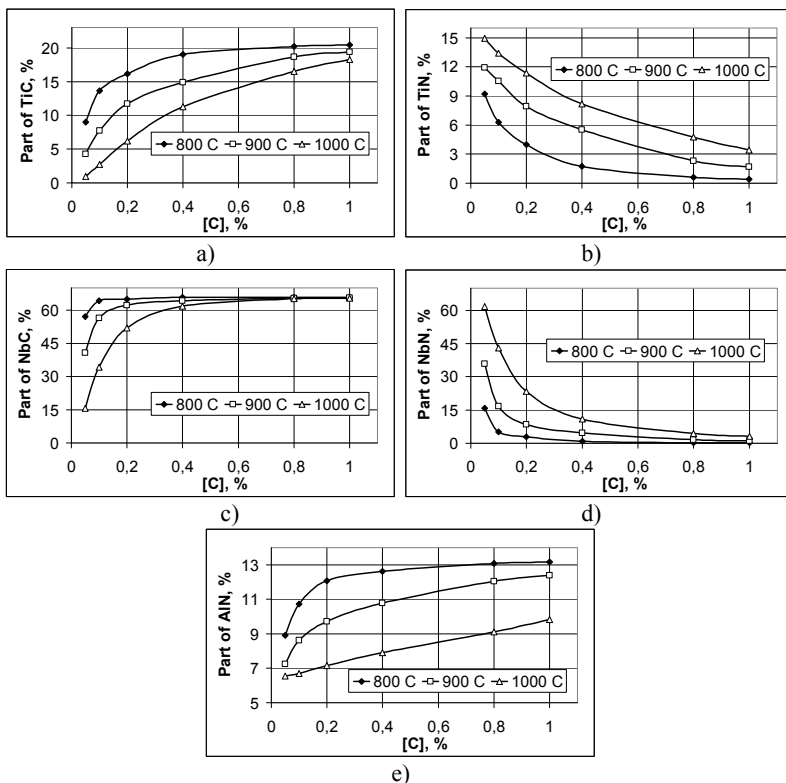 Part of TiC, %
25
20
15
10
5
0
800 C 900 C 1000 C
0 0,2 0,4 0,6 0,8 1
[C], %
a)
Part of TiN, %
15
12
9
6
3
0
800 C 900 C 1000 C
0 0,2 0,4 0,6 0,8 1
[C], %
b)
Part of NbC, %
60
45
30
15
0
800 C 900 C 1000 C
0 0,2 0,4 0,6 0,8 1
[C], %
c)
Part of NbN, %
60
45
30
15
0
800 C 900 C 1000 C
0 0,2 0,4 0,6 0,8 1
[C], %
d)
Part of AlN, %
13
11
9
7
5
800 C 900 C 1000 C
0 0,2 0,4 0,6 0,8 1
[C], %
e)